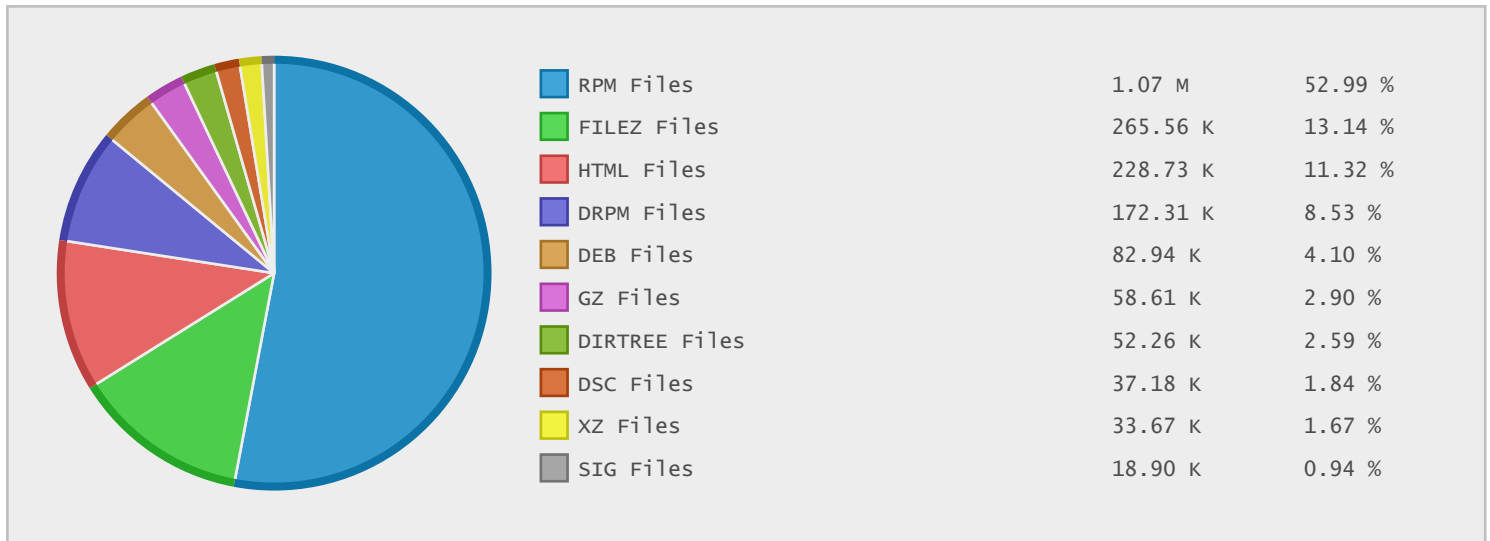 RPM Files 1.07 M 52.99 %
FILEZ Files 265.56 K 13.14 %
HTML Files 228.73 K 11.32 %
DRPM Files 172.31 K 8.53 %
DEB Files 82.94 K 4.10 %
GZ Files 58.61 K 2.90 %
DIRTREE Files 52.26 K 2.59 %
DSC Files 37.18 K 1.84 %
XZ Files 33.67 K 1.67 %
SIG Files 18.90 K 0.94 %